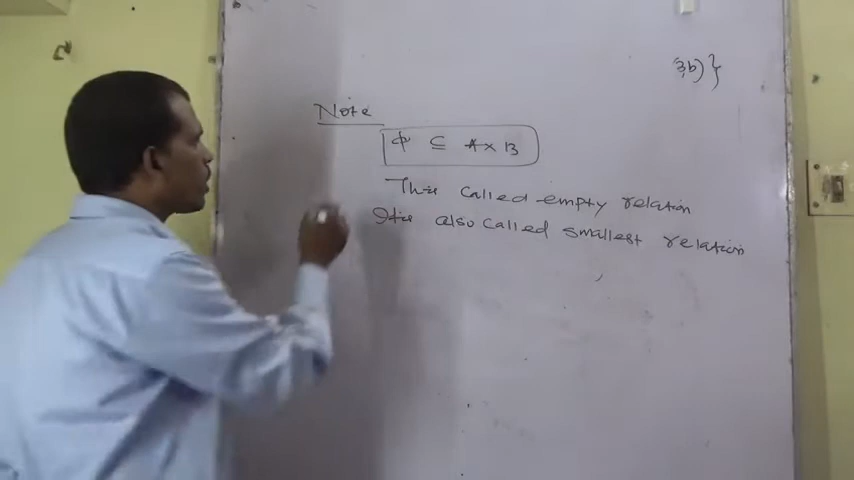 3,b)}
Note
ϕ ⊆ A×B
This called empty relation
It is also called smallest relation